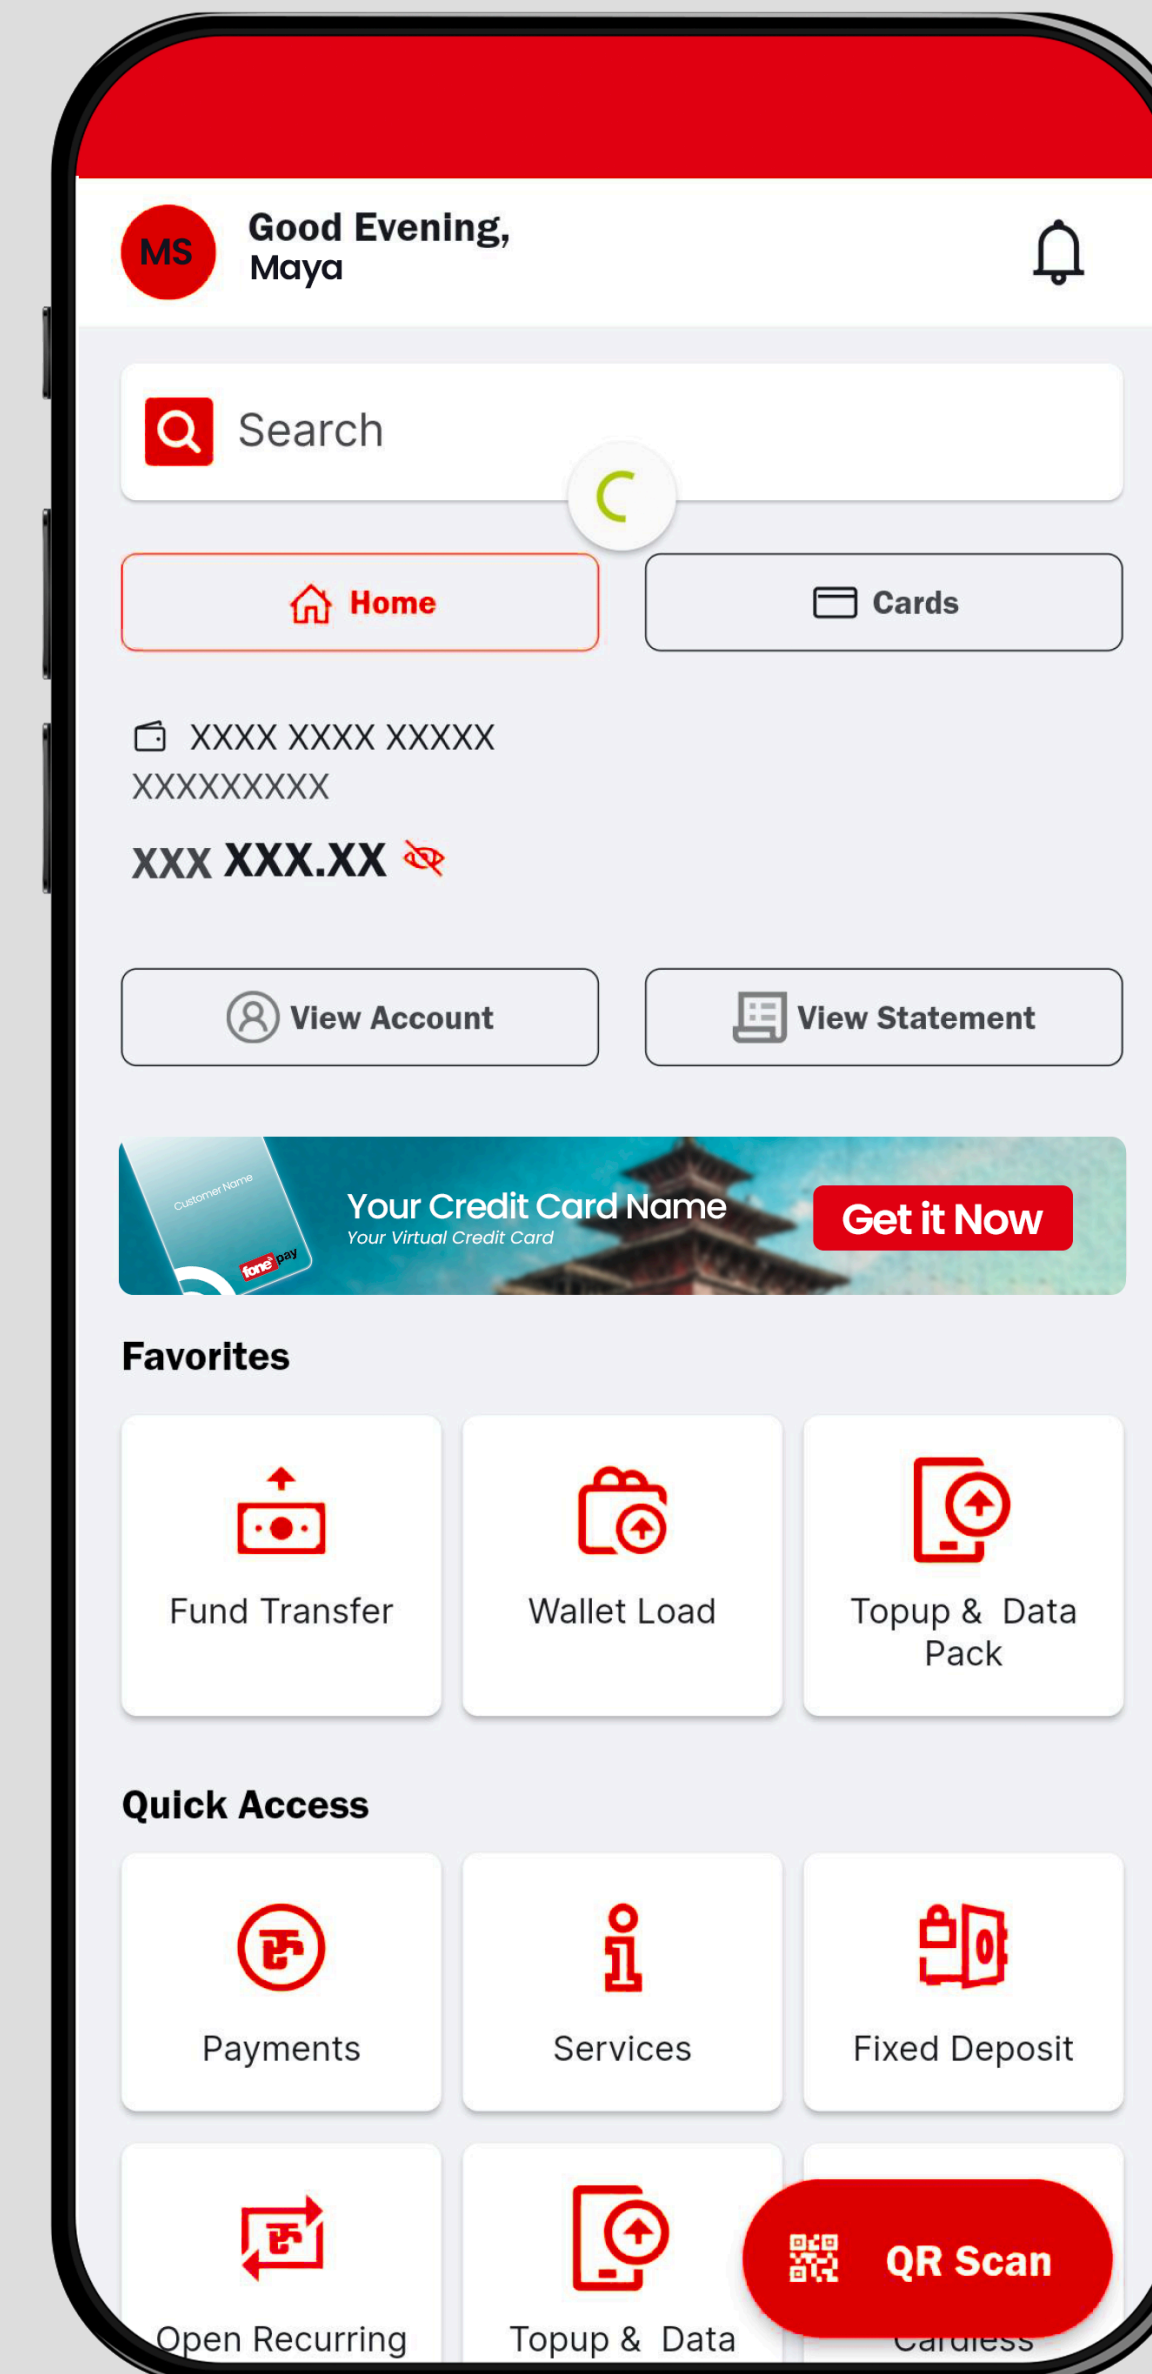 MS
Good Evening,
Maya
Search
Home
Cards
XXXX XXXX XXXXX
XXXXXXXXX
XXX XXX.XX
View Account
View Statement
Customer Name
fonepay
Your Credit Card Name
Your Virtual Credit Card
Get it Now
Favorites
Fund Transfer
Wallet Load
Topup & Data
Pack
Quick Access
Payments
Services
Fixed Deposit
Open Recurring
Topup & Data
QR Scan
Cardless